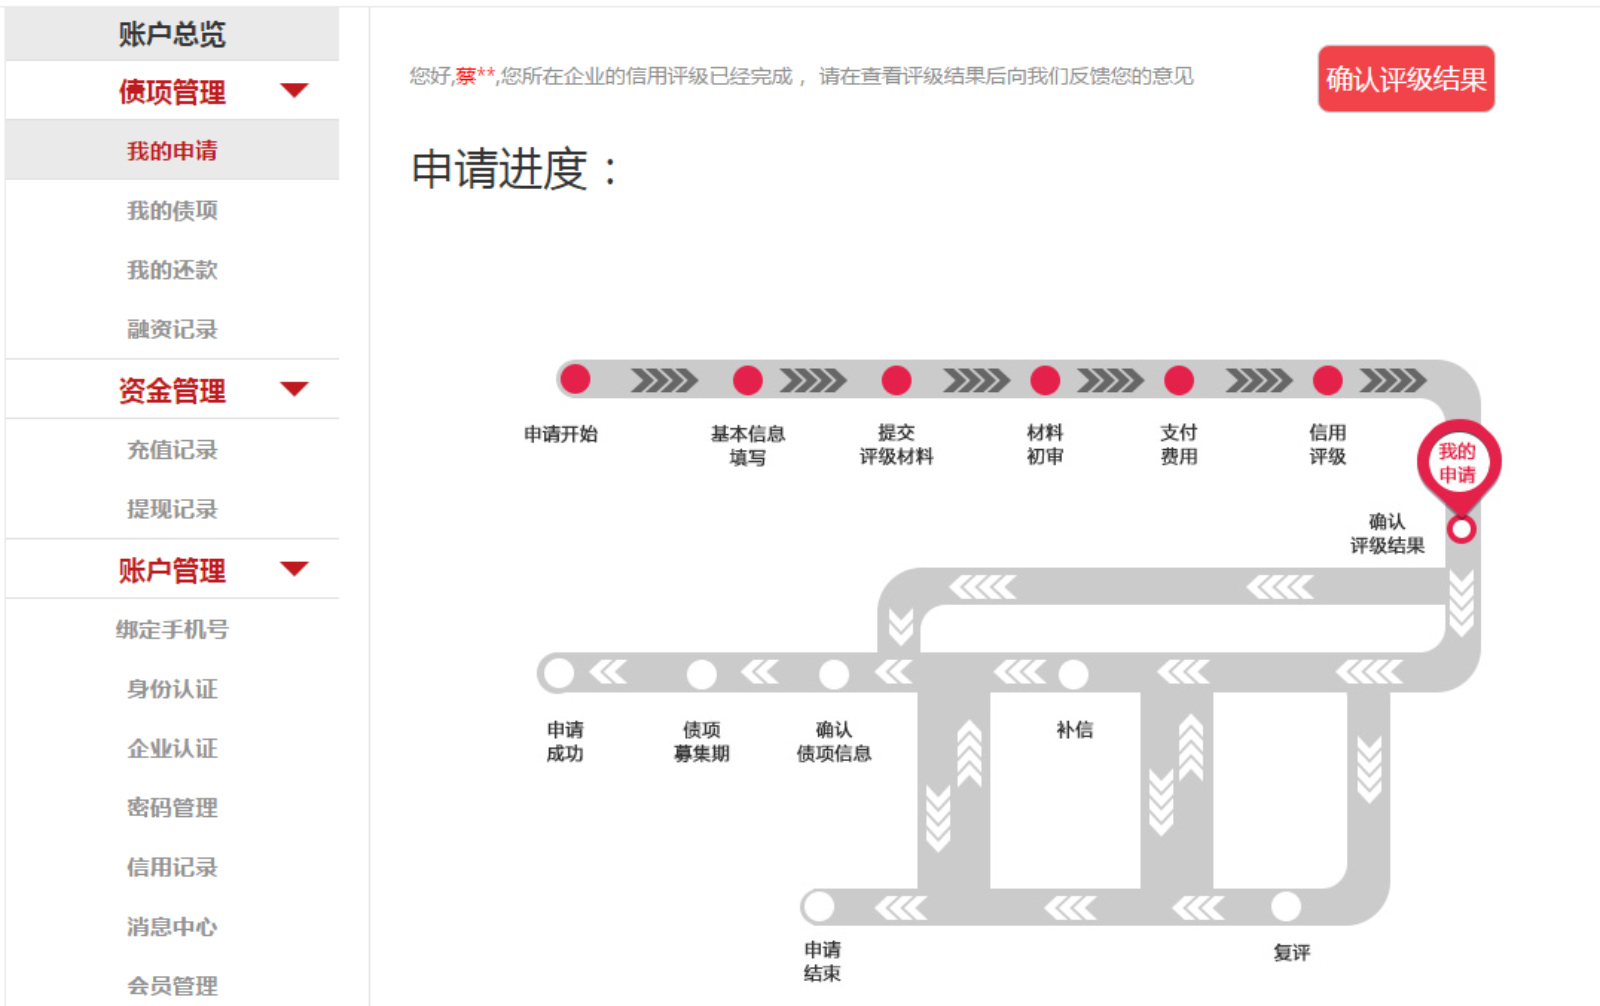 账户总览
债项管理
我的申请
我的债项
我的还款
融资记录
资金管理
充值记录
提现记录
账户管理
绑定手机号
身份认证
企业认证
密码管理
信用记录
消息中心
会员管理
您好,蔡**,您所在企业的信用评级已经完成，请在查看评级结果后向我们反馈您的意见
确认评级结果
申请进度：
申请开始
基本信息
填写
提交
评级材料
材料
初审
支付
费用
信用
评级
我的
申请
确认
评级结果
申请
成功
债项
募集期
确认
债项信息
补信
申请
结束
复评